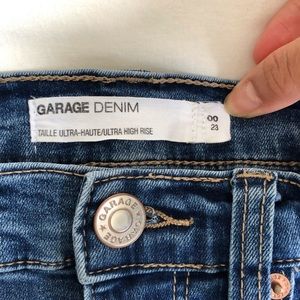 GARAGE DENIM
00
23
TAILLE ULTRA-HAUTE/ULTRA HIGH RISE
GARAGE